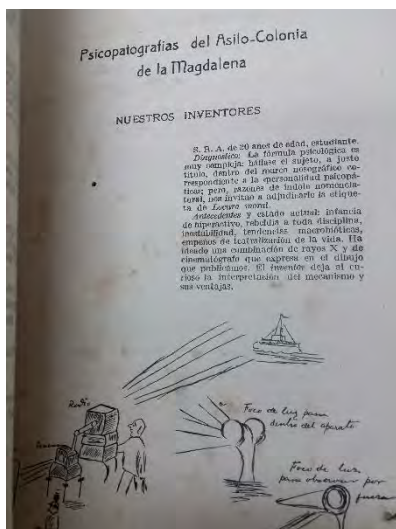 Psicopatografías del Asilo-Colonia
de la Magdalena
NUESTROS INVENTORES
S. R. A. de 20 años de edad, estudiante.
Diagnóstico: La fórmula psicológica es
muy compleja: hállase el sujeto, a justo
título, dentro del marco nosográfico co-
rrespondiente a la «personalidad psicopá-
tica»; pero, razones de índole nomencla-
tural, nos invitan a adjudicarle la etique-
ta de Locura moral.
Antecedentes y estado actual: infancia
de hiperemotivo, rebeldía a toda disciplina,
tendencias macrobióticas,
empeños de teatralización de la vida. Ha
ideado una combinación de rayos X y de
cinematógrafo que expresa en el dibujo
que publicamos. El inventor deja al cu-
rioso la interpretación del mecanismo y
sus ventajas.
Radio
Foco de luz para
dentro del aparato
Foco de luz
para observar por
fuera